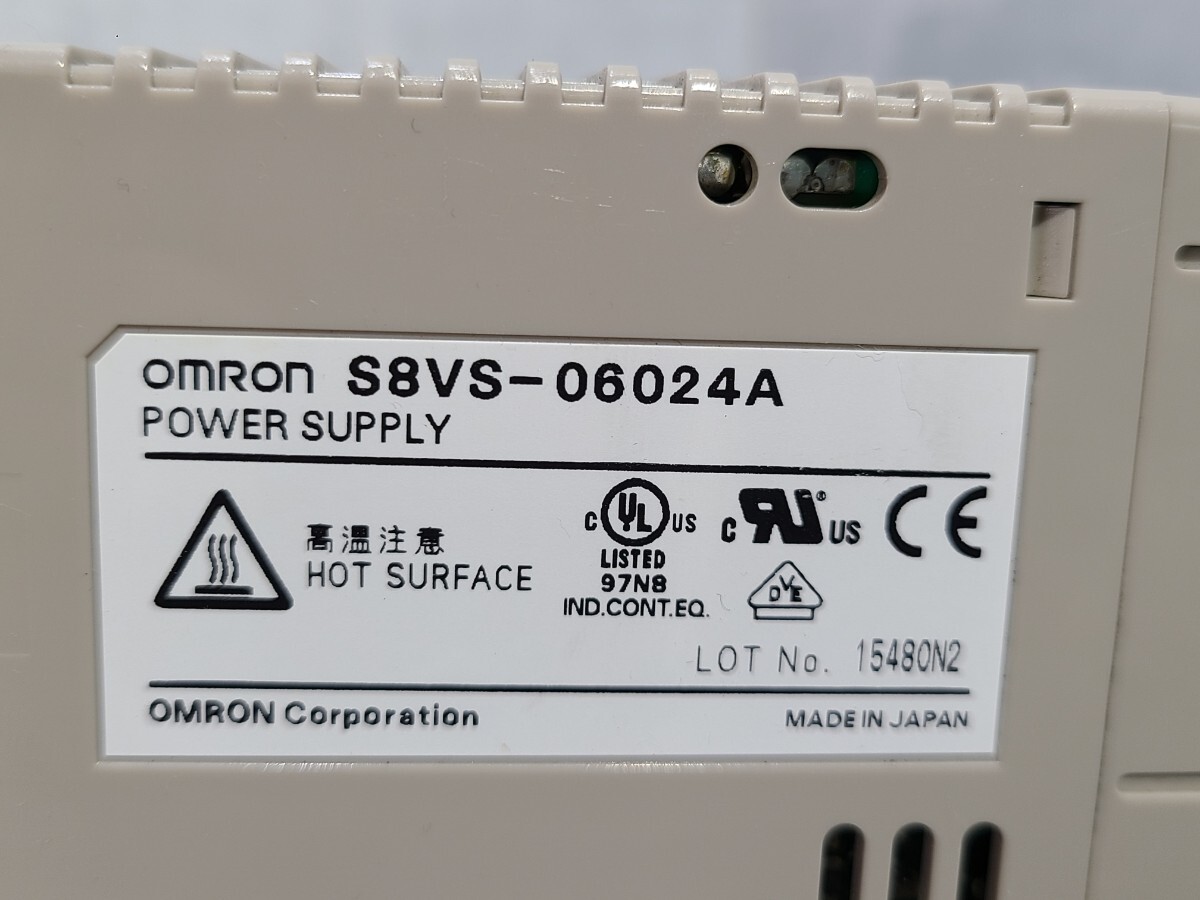 OMRON S8VS-06024A
POWER SUPPLY
高温注意
HOT SURFACE
C UL US
LISTED
97N8
IND.CONT.EQ.
C RU® US
CE
DVE
LOT No. 15480N2
OMRON Corporation
MADE IN JAPAN